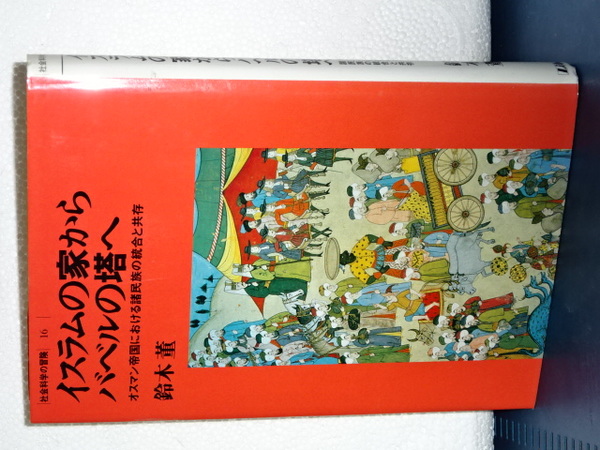 [社会科学の冒険] 16
イスラムの家から
バベルの塔へ
オスマン帝国における諸民族の統合と共存
鈴木 董